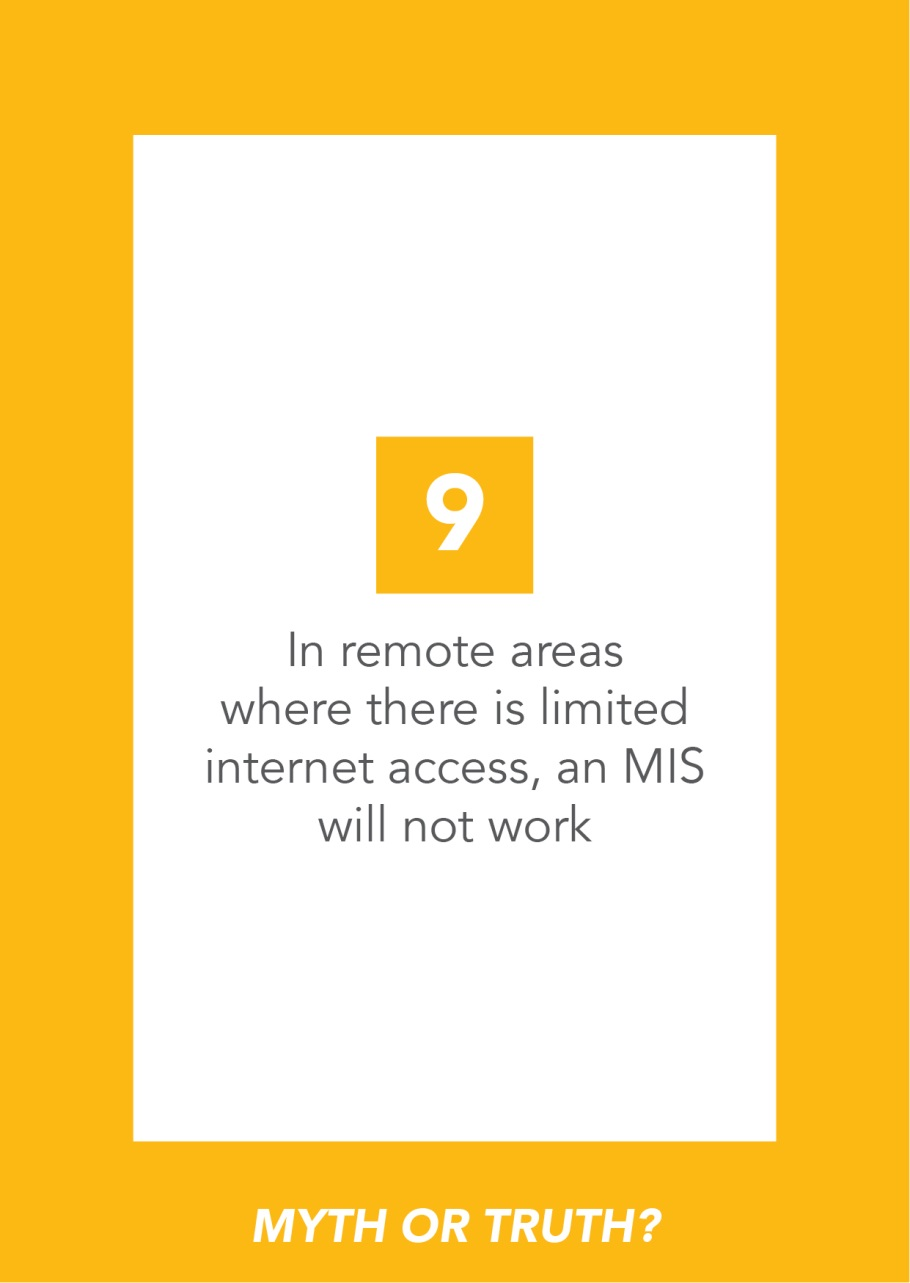 9
In remote areas
where there is limited
internet access, an MIS
will not work
MYTH OR TRUTH?